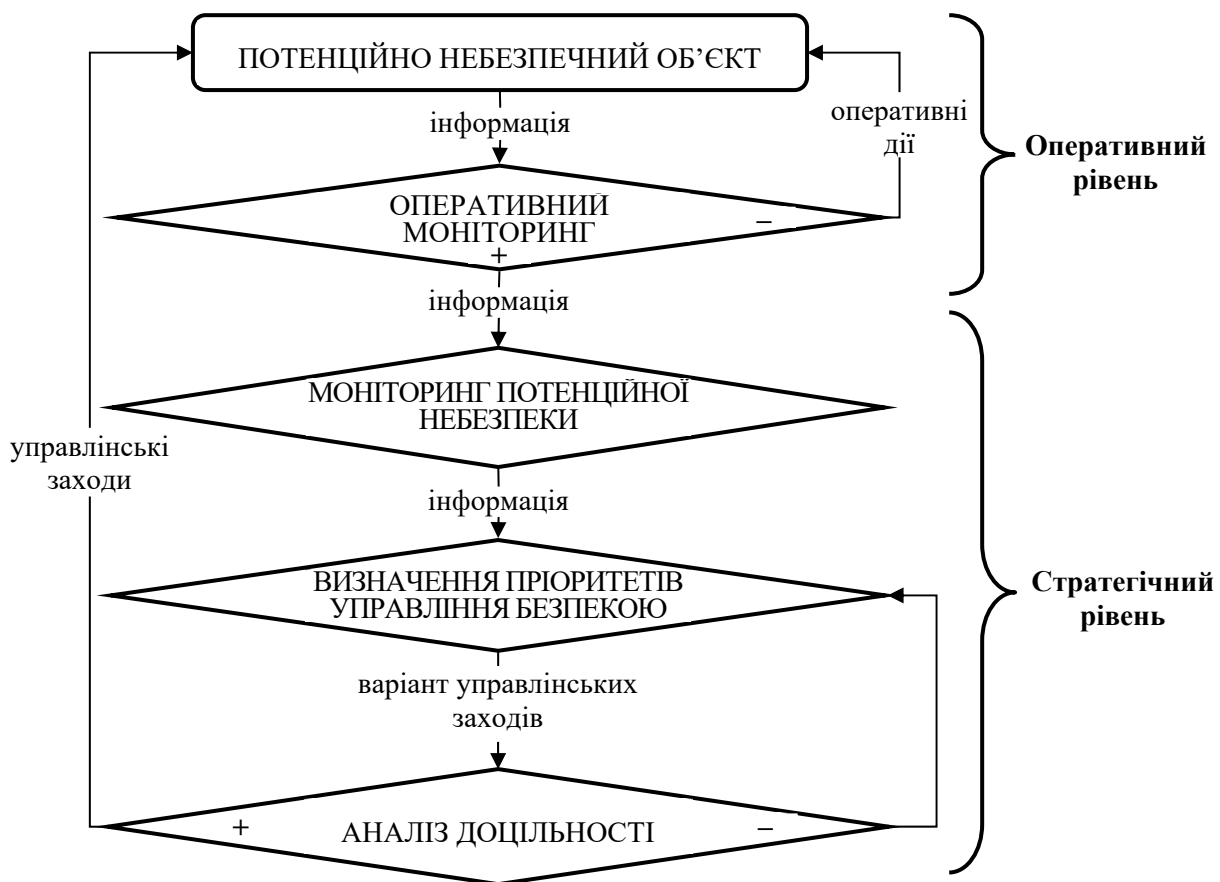 ПОТЕНЦІЙНО НЕБЕЗПЕЧНИЙ ОБ’ЄКТ
інформація
оперативні
дії
Оперативний
рівень
ОПЕРАТИВНИЙ
МОНІТОРИНГ
–
+
інформація
МОНІТОРИНГ ПОТЕНЦІЙНОЇ
НЕБЕЗПЕКИ
управлінські
заходи
інформація
ВИЗНАЧЕННЯ ПРІОРИТЕТІВ
УПРАВЛІННЯ БЕЗПЕКОЮ
Стратегічний
рівень
варіант управлінських
заходів
+ АНАЛІЗ ДОЦІЛЬНОСТІ –